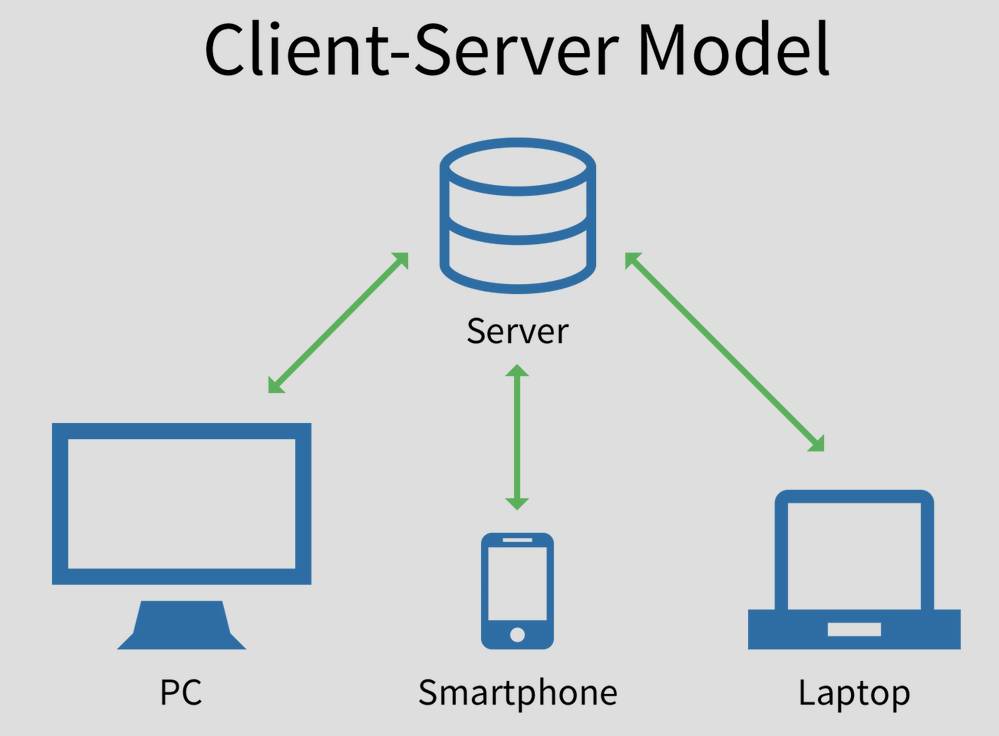 Client-Server Model
Server
PC
Smartphone
Laptop